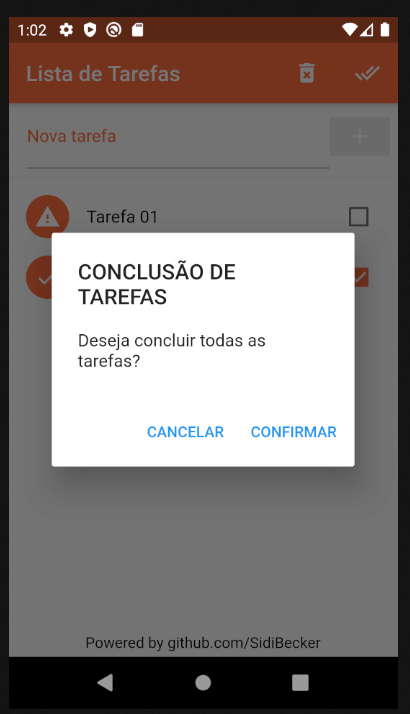 1:02
Lista de Tarefas
Nova tarefa
Tarefa 01
CONCLUSÃO DE
TAREFAS
Deseja concluir todas as
tarefas?
CANCELAR CONFIRMAR
Powered by github.com/SidiBecker